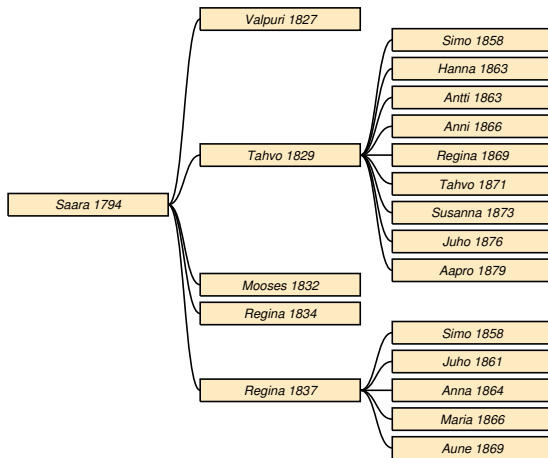 Valpuri 1827
Simo 1858
Hanna 1863
Antti 1863
Anni 1866
Tahvo 1829
Regina 1869
Tahvo 1871
Saara 1794
Susanna 1873
Juho 1876
Aapro 1879
Mooses 1832
Regina 1834
Simo 1858
Juho 1861
Regina 1837
Anna 1864
Maria 1866
Aune 1869